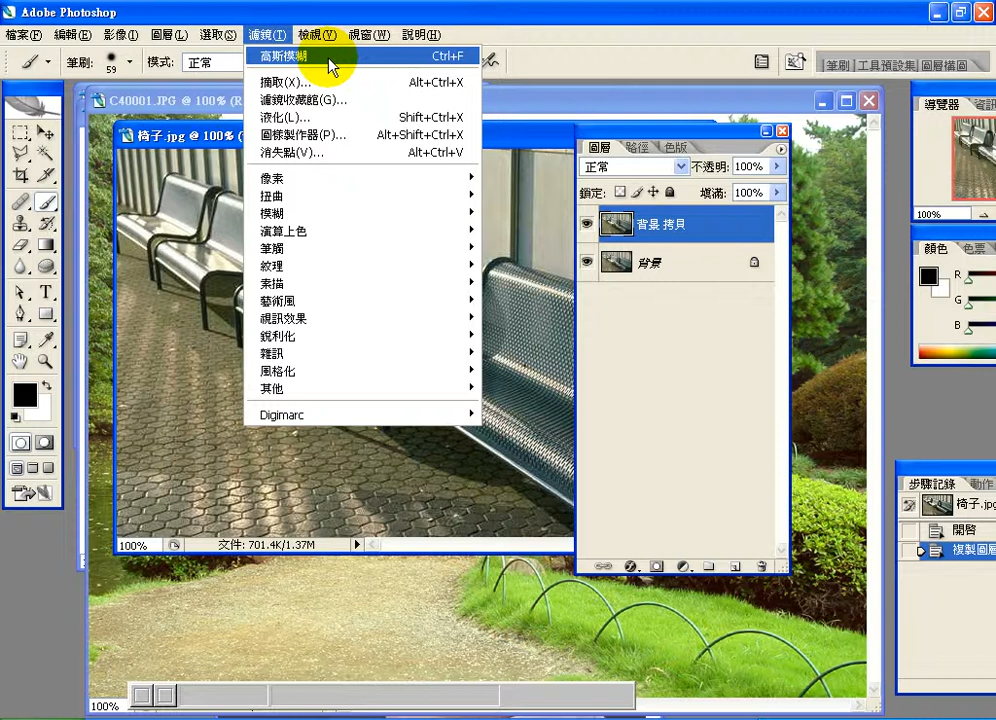 Adobe Photoshop
檔案(F) 編輯(E) 影像(I) 圖層(L) 選取(S) 濾鏡(T) 檢視(V) 視窗(W) 說明(H)
筆刷: 59 模式: 正常
筆刷 工具預設集 圖層構圖
高斯模糊 Ctrl+F
擷取(X)... Alt+Ctrl+X
濾鏡收藏館(G)...
液化(L)... Shift+Ctrl+X
圖樣製作器(P)... Alt+Shift+Ctrl+X
消失點(V)... Alt+Ctrl+V
像素
扭曲
模糊
演算上色
筆觸
紋理
素描
藝術風
視訊效果
銳利化
雜訊
風格化
其他
Digimarc
C40001.JPG @ 100% (R
椅子.jpg @ 100%
100% 文件: 701.4K/1.37M
圖層 路徑 色版
正常 不透明: 100%
鎖定: 填滿: 100%
背景 拷貝
背景
導覽器 資訊
100%
顏色 色票
R
G
B
步驟記錄 動作
椅子.jpg
開啓
複製圖層
100%